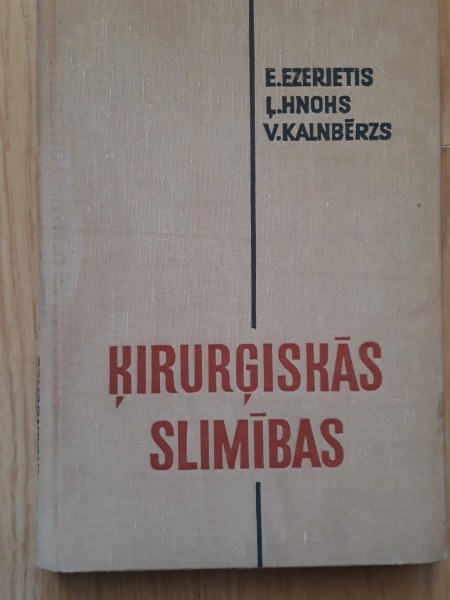 E.EZERIETIS
Ļ.HNOHS
V.KALNBĒRZS
ĶIRURĢISKĀS
SLIMĪBAS